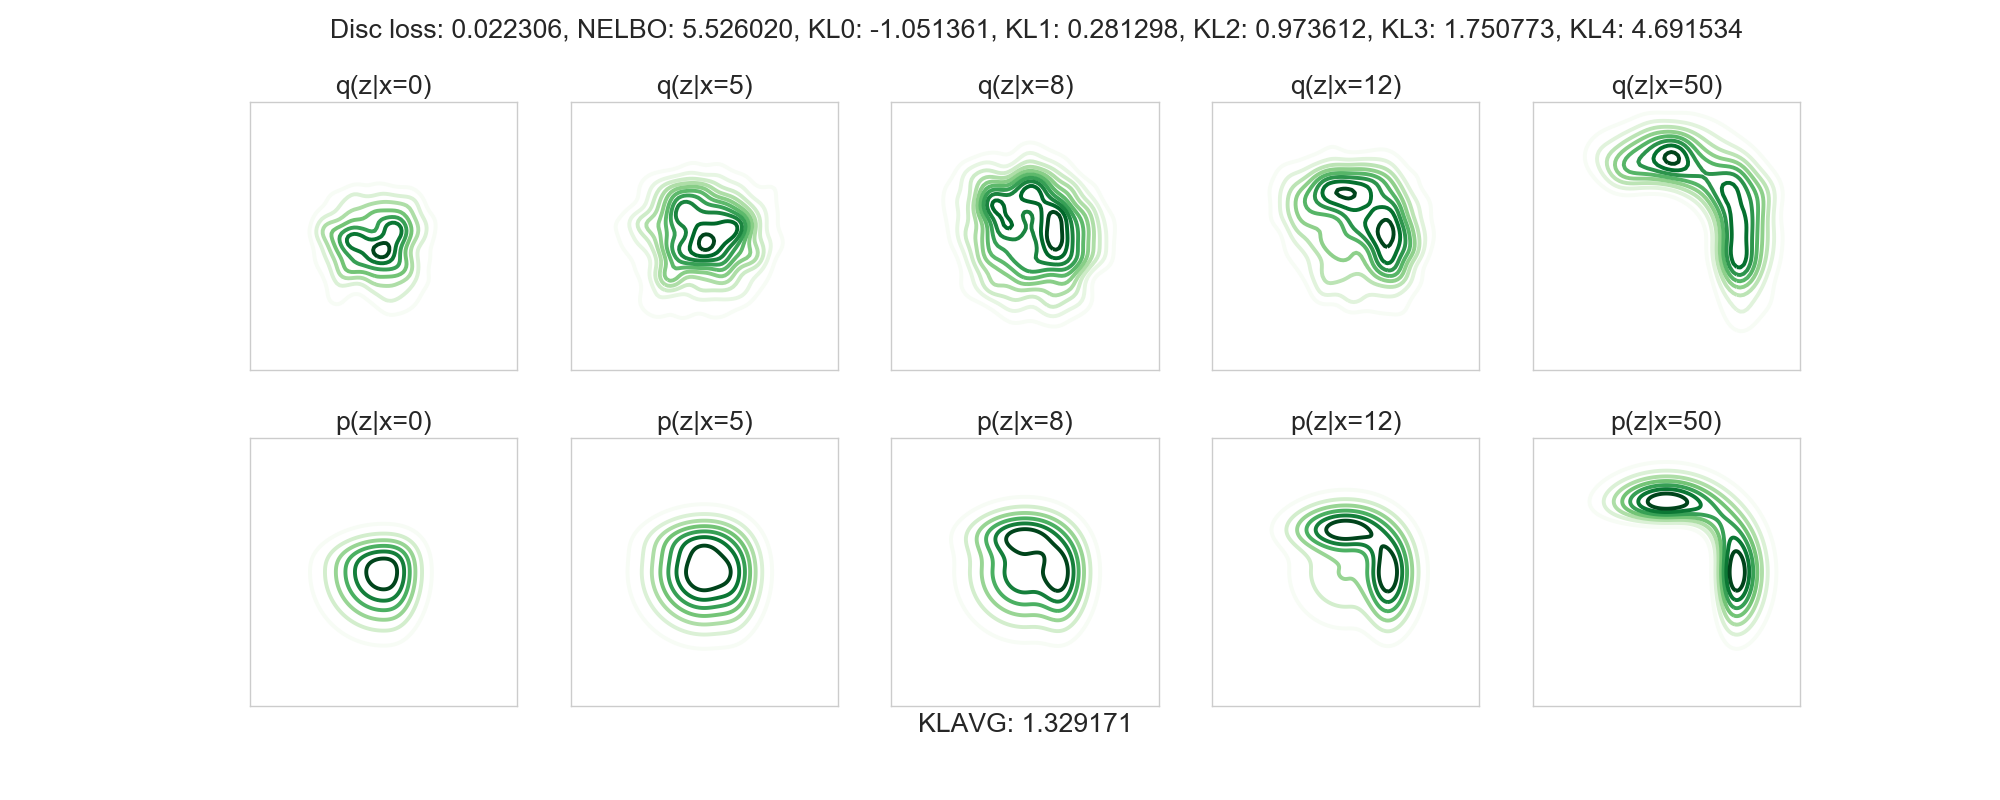 Disc loss: 0.022306, NELBO: 5.526020, KL0: -1.051361, KL1: 0.281298, KL2: 0.973612, KL3: 1.750773, KL4: 4.691534
q(z|x=0)
q(z|x=5)
q(z|x=8)
q(z|x=12)
q(z|x=50)
p(z|x=0)
p(z|x=5)
p(z|x=8)
p(z|x=12)
p(z|x=50)
KLAVG: 1.329171